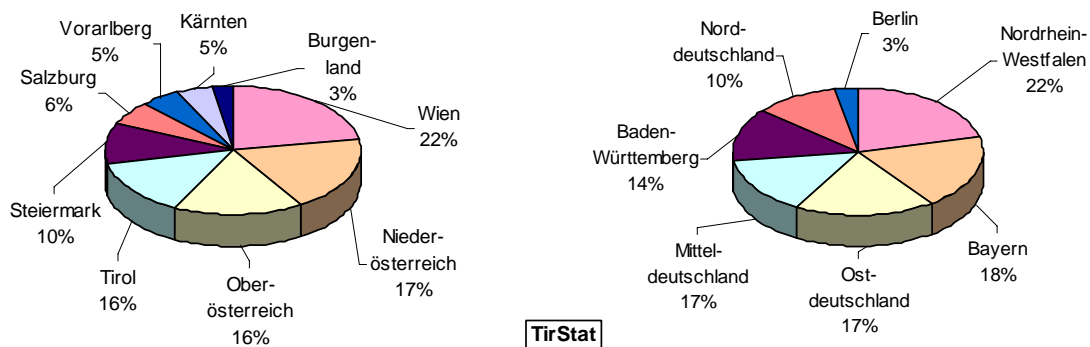 Kärnten
5%
Vorarlberg
5%
Salzburg
6%
Burgen-
land
3%
Wien
22%
Steiermark
10%
Tirol
16%
Ober-
österreich
16%
Nieder-
österreich
17%
TirStat
Nord-
deutschland
10%
Berlin
3%
Nordrhein-
Westfalen
22%
Baden-
Württemberg
14%
Mittel-
deutschland
17%
Ost-
deutschland
17%
Bayern
18%